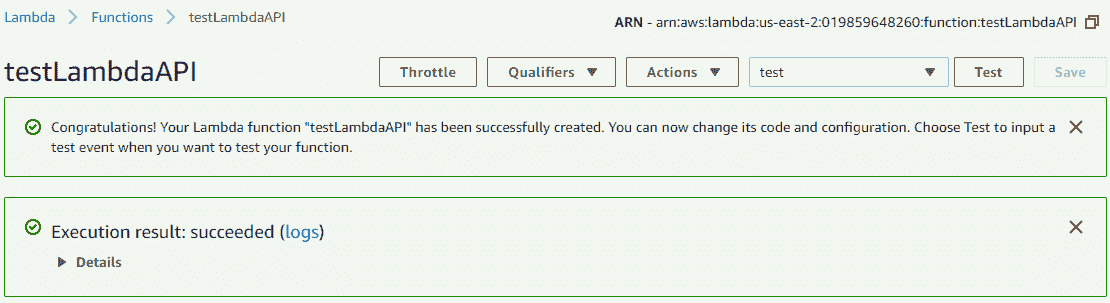 Lambda Functions testLambdaAPI
ARN - arn:aws:lambda:us-east-2:019859648260:function:testLambdaAPI
testLambdaAPI
Throttle Qualifiers Actions test Test Save
Congratulations! Your Lambda function "testLambdaAPI" has been successfully created. You can now change its code and configuration. Choose Test to input a
test event when you want to test your function.
Execution result: succeeded (logs)
Details